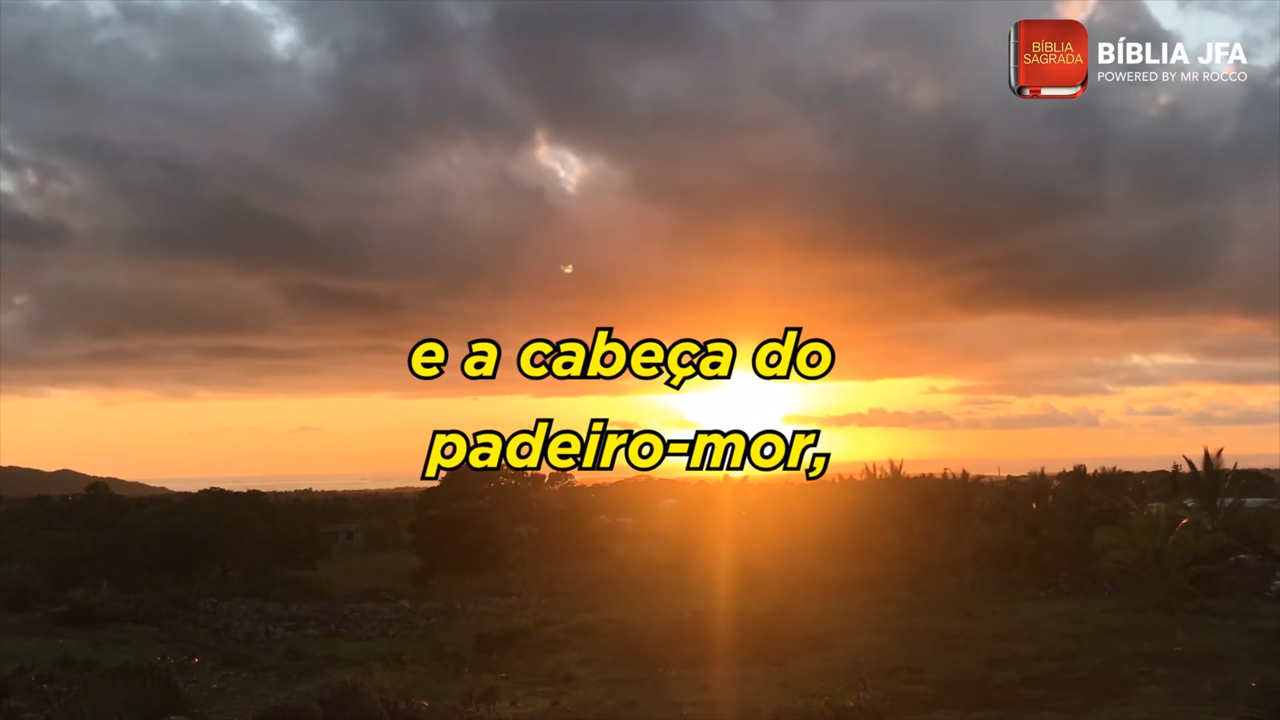 BÍBLIA
SAGRADA
BÍBLIA JFA
POWERED BY MR ROCCO
e a cabeça do
padeiro-mor,